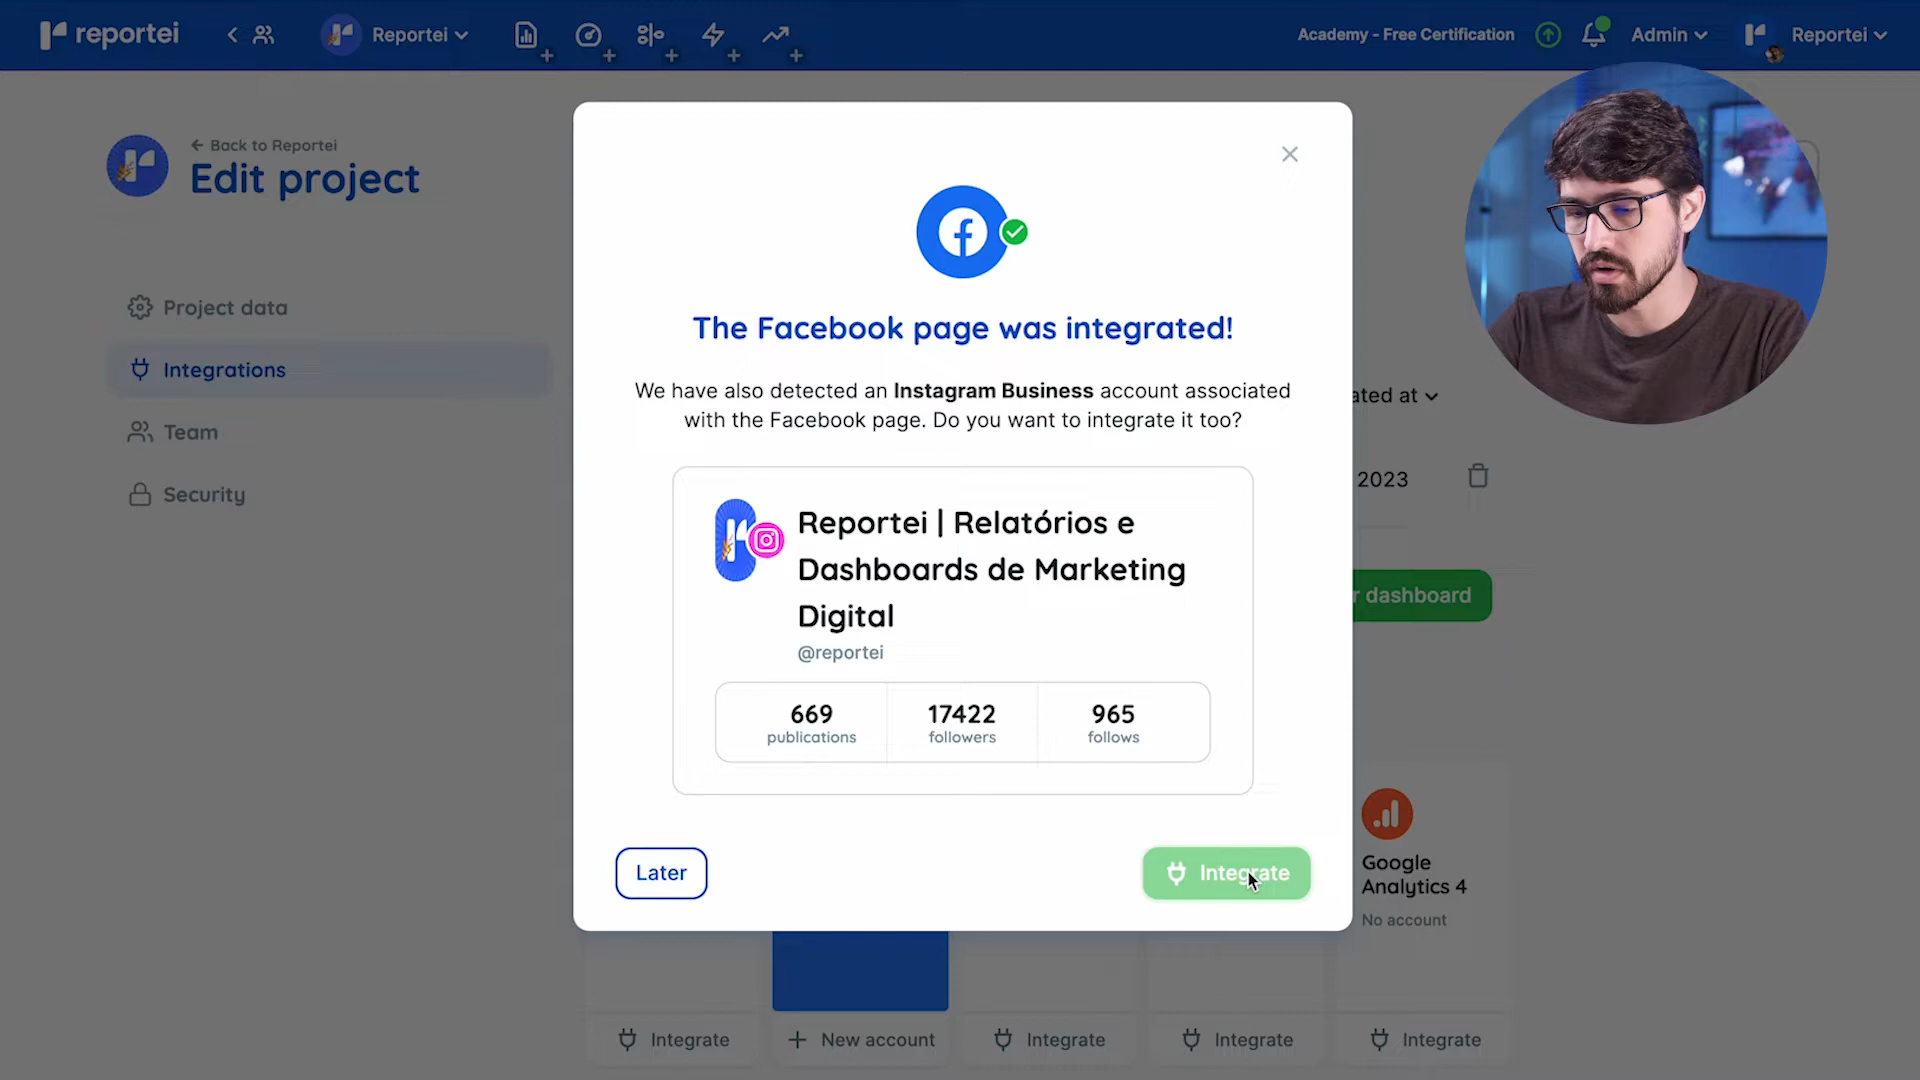 reportei
Reportei
Academy - Free Certification
Admin
Reportei
Back to Reportei
Edit project
Project data
Integrations
Team
Security
The Facebook page was integrated!
We have also detected an Instagram Business account associated
with the Facebook page. Do you want to integrate it too?
Reportei | Relatórios e
Dashboards de Marketing
Digital
@reportei
669
publications
17422
followers
965
follows
Later
Integrate
ated at
2023
r dashboard
Google
Analytics 4
No account
Integrate
New account
Integrate
Integrate
Integrate